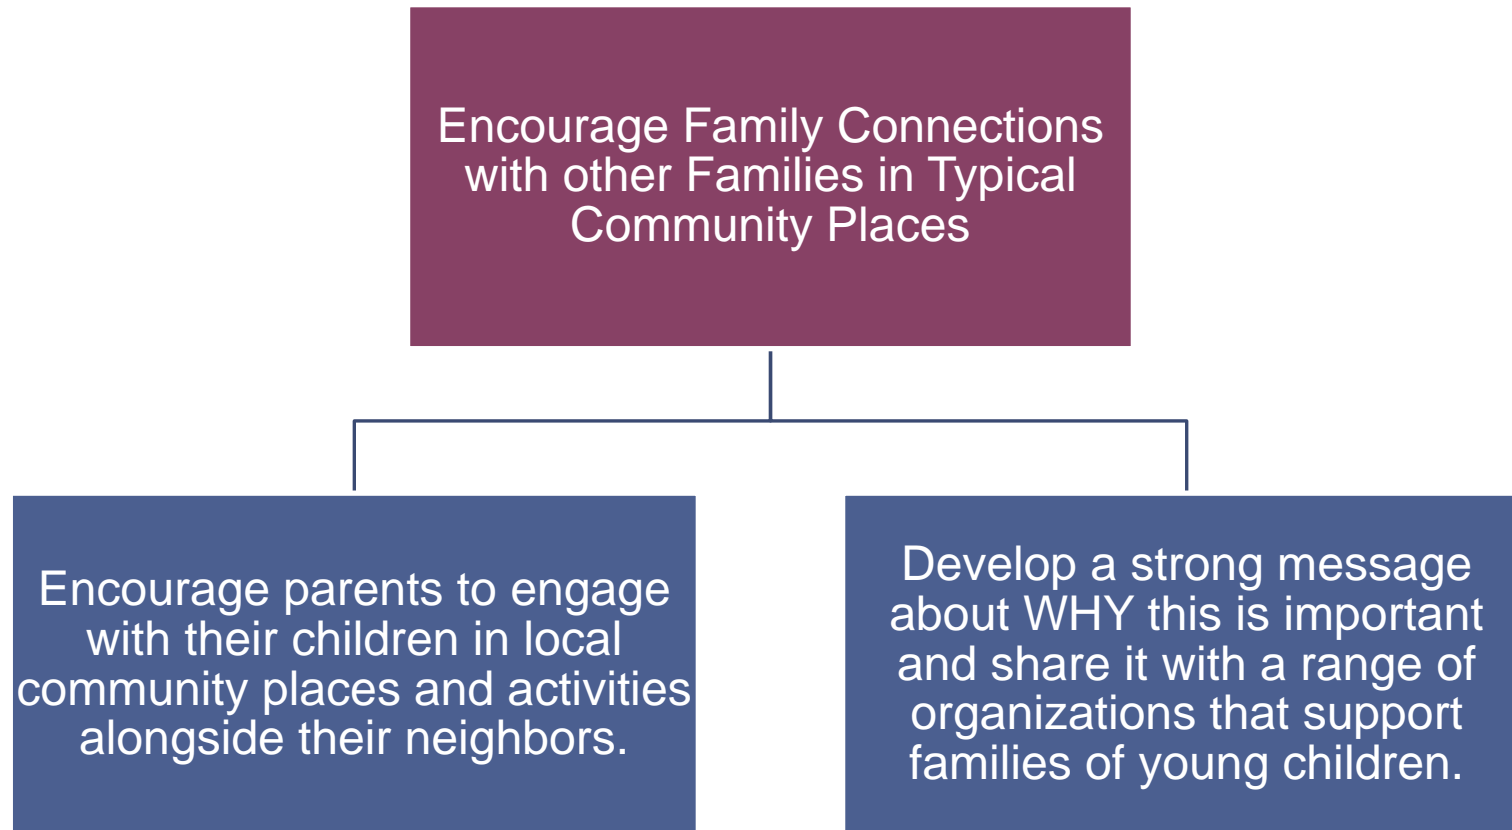 Encourage Family Connections
with other Families in Typical
Community Places
Encourage parents to engage
with their children in local
community places and activities
alongside their neighbors.
Develop a strong message
about WHY this is important
and share it with a range of
organizations that support
families of young children.